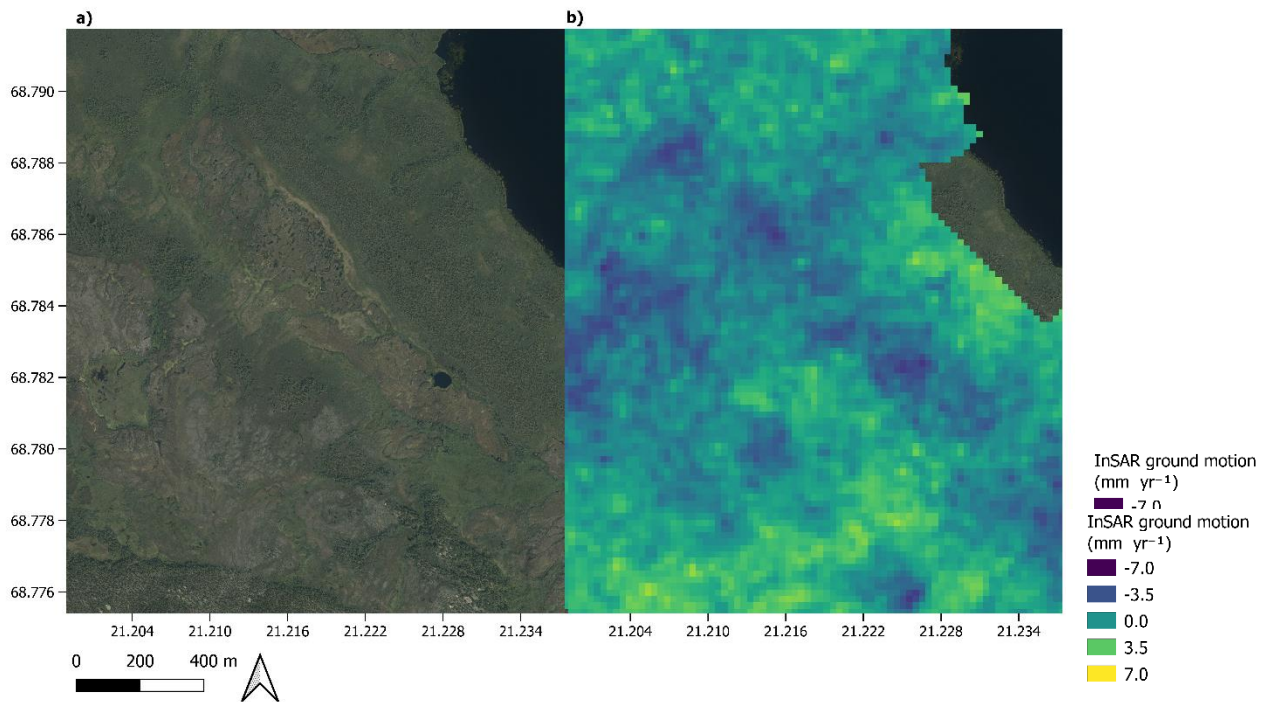 a)
b)
68.790
68.788
68.786
68.784
68.782
68.780
68.778
68.776
21.204 21.210 21.216 21.222 21.228 21.234
21.204 21.210 21.216 21.222 21.228 21.234
0 200 400 m
InSAR ground motion
(mm yr⁻¹)
-7.0
InSAR ground motion
(mm yr⁻¹)
-7.0
-3.5
0.0
3.5
7.0